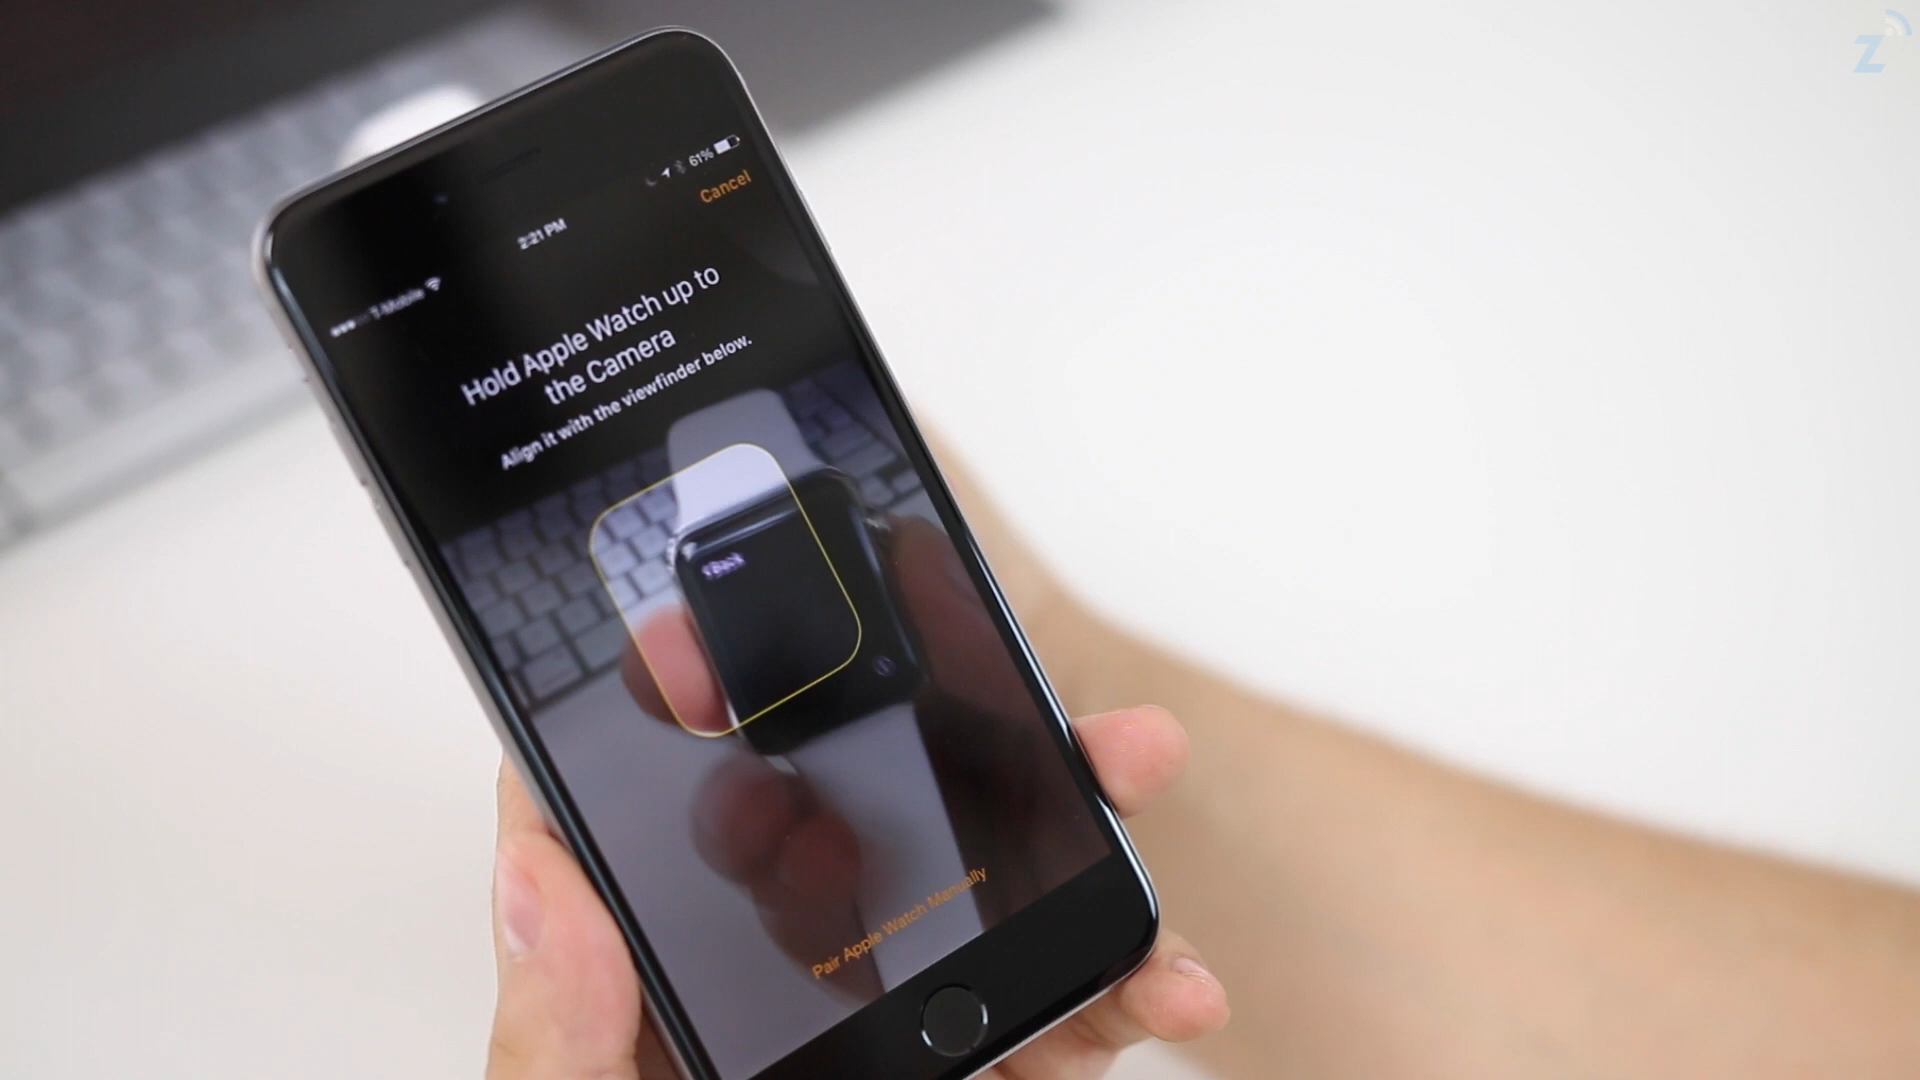 T-Mobile
2:21 PM
61%
Cancel
Hold Apple Watch up to
the Camera
Align it with the viewfinder below.
< Back
i
Pair Apple Watch Manually
Z